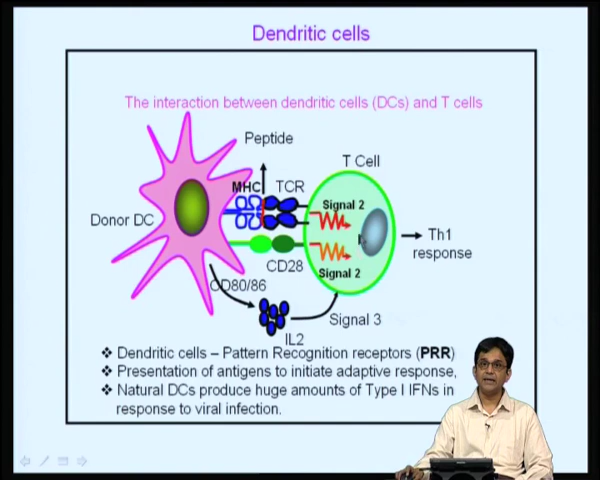 Dendritic cells
The interaction between dendritic cells (DCs) and T cells
Peptide
T Cell
MHC
TCR
Signal 2
Donor DC
Th1
response
CD28
Signal 2
CD80/86
Signal 3
IL2
❖ Dendritic cells – Pattern Recognition receptors (PRR)
❖ Presentation of antigens to initiate adaptive response,
❖ Natural DCs produce huge amounts of Type I IFNs in
response to viral infection.